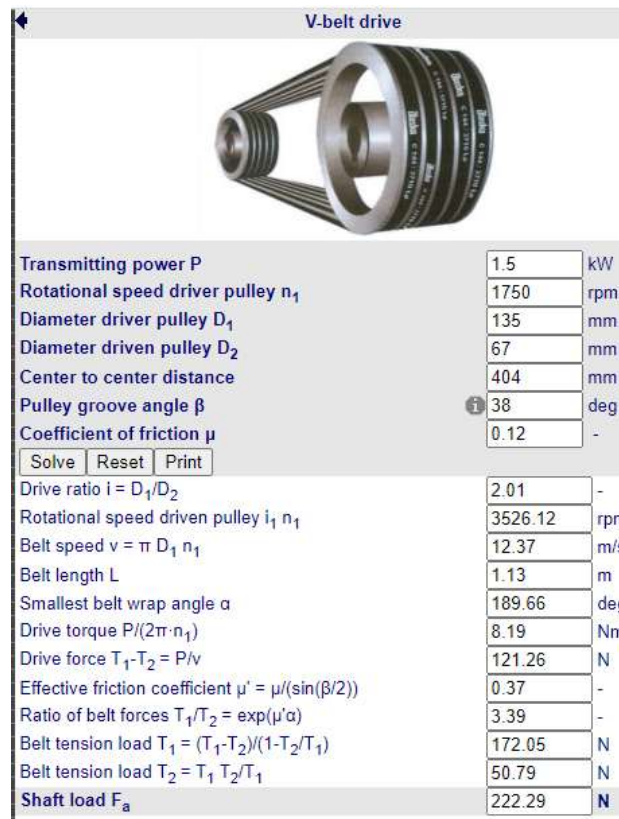 V-belt drive
Transmitting power P 1.5 kW
Rotational speed driver pulley n₁ 1750 rpm
Diameter driver pulley D₁ 135 mm
Diameter driven pulley D₂ 67 mm
Center to center distance 404 mm
Pulley groove angle β i 38 deg
Coefficient of friction μ 0.12 -
Solve Reset Print
Drive ratio i = D₁/D₂ 2.01 -
Rotational speed driven pulley i₁ n₁ 3526.12
Belt speed v = π D₁ n₁ 12.37
Belt length L 1.13 m
Smallest belt wrap angle α 189.66
Drive torque P/(2π·n₁) 8.19 Nm
Drive force T₁-T₂ = P/v 121.26 N
Effective friction coefficient μ' = μ/(sin(β/2)) 0.37 -
Ratio of belt forces T₁/T₂ = exp(μ'α) 3.39 -
Belt tension load T₁ = (T₁-T₂)/(1-T₂/T₁) 172.05 N
Belt tension load T₂ = T₁ T₂/T₁ 50.79 N
Shaft load Fₐ 222.29 N